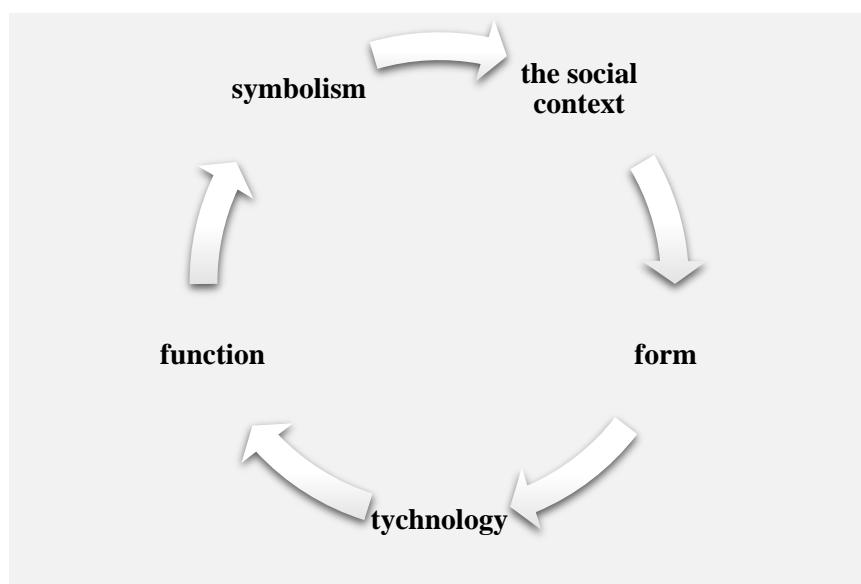 symbolism
the social
context
form
tychnology
function